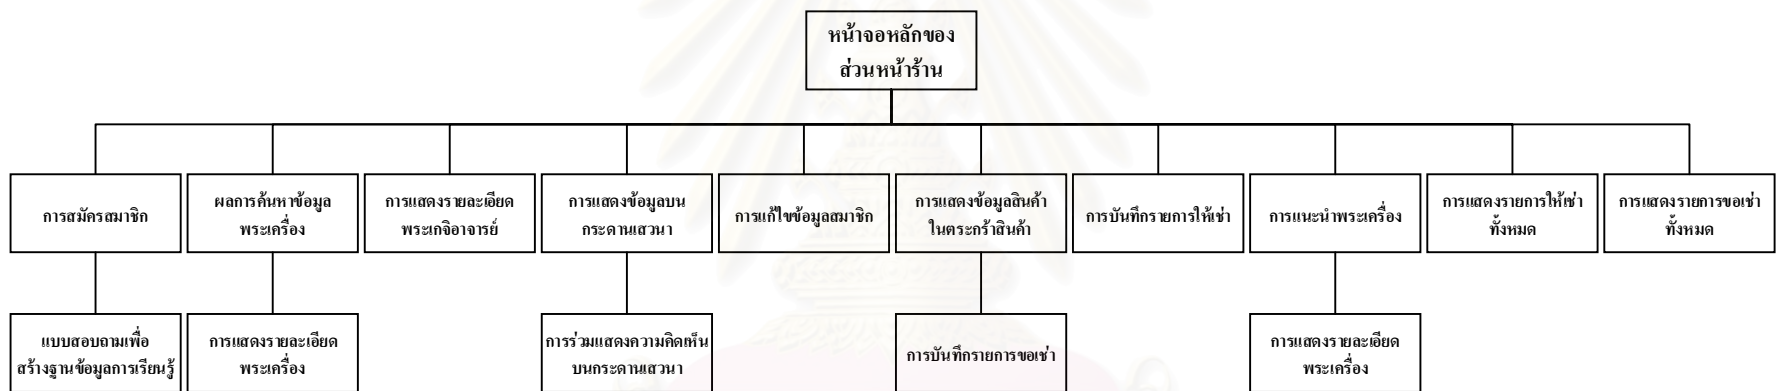 หน้าจอหลักของ
ส่วนหน้าร้าน
การสมัครสมาชิก
ผลการค้นหาข้อมูล
พระเครื่อง
การแสดงรายละเอียด
พระเกจิอาจารย์
การแสดงข้อมูลบน
กระดานเสวนา
การแก้ไขข้อมูลสมาชิก
การแสดงข้อมูลสินค้า
ในตระกร้าสินค้า
การบันทึกรายการให้เช่า
การแนะนำพระเครื่อง
การแสดงรายการให้เช่า
ทั้งหมด
การแสดงรายการขอเช่า
ทั้งหมด
แบบสอบถามเพื่อ
สร้างฐานข้อมูลการเรียนรู้
การแสดงรายละเอียด
พระเครื่อง
การร่วมแสดงความคิดเห็น
บนกระดานเสวนา
การบันทึกรายการขอเช่า
การแสดงรายละเอียด
พระเครื่อง